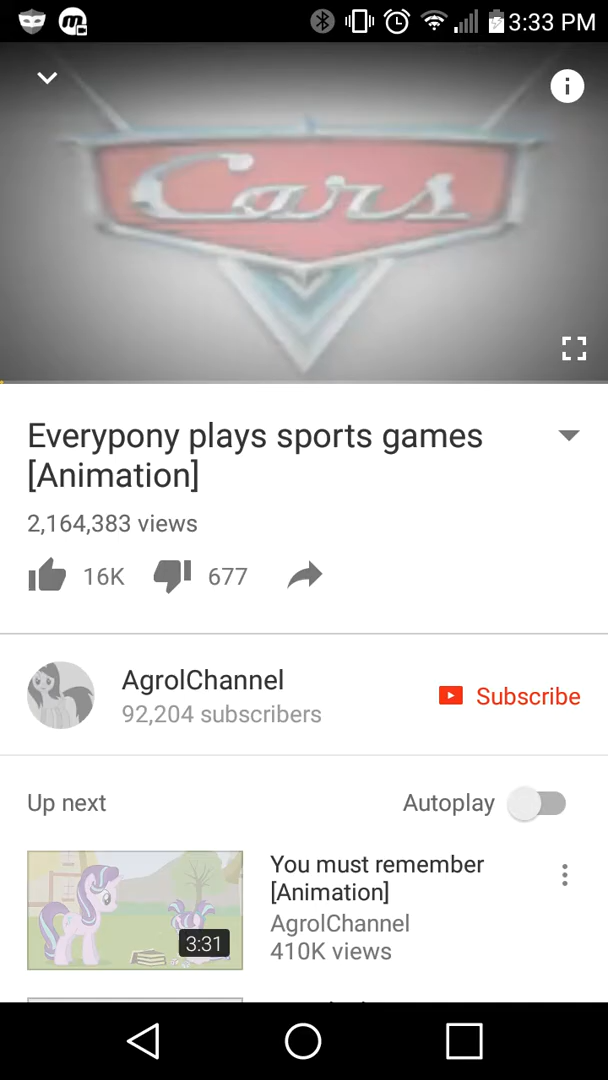 3:33 PM
Cars
Everypony plays sports games
[Animation]
2,164,383 views
16K 677
AgrolChannel
92,204 subscribers
Subscribe
Up next
Autoplay
You must remember
[Animation]
AgrolChannel
410K views
3:31